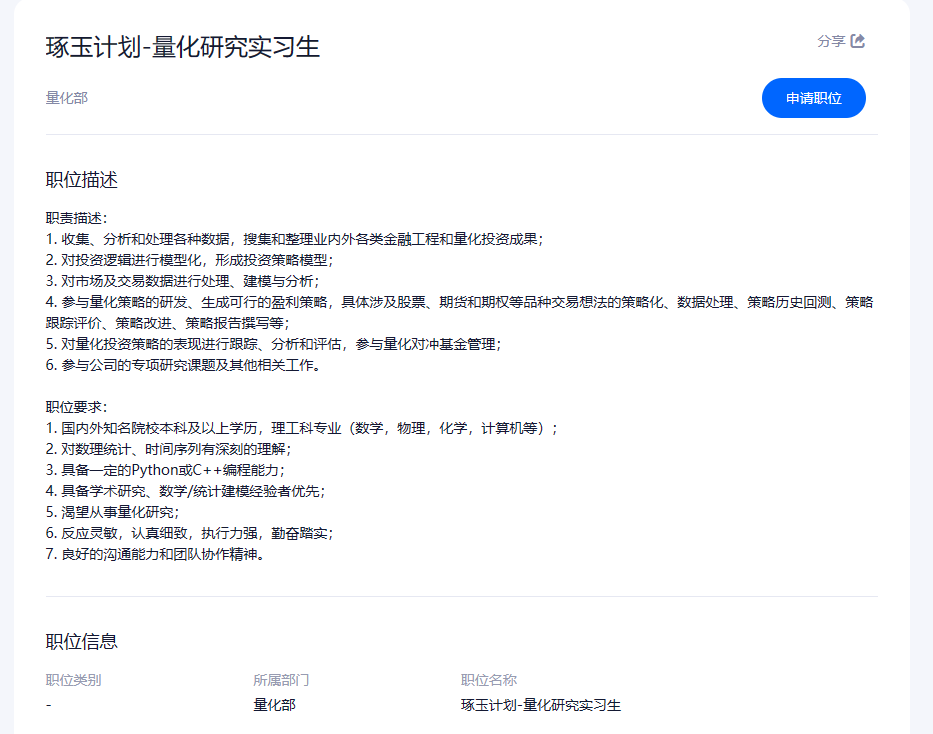 琢玉计划-量化研究实习生
分享
量化部
申请职位
职位描述
职责描述：
1. 收集、分析和处理各种数据，搜集和整理业内外各类金融工程和量化投资成果；
2. 对投资逻辑进行模型化，形成投资策略模型；
3. 对市场及交易数据进行处理、建模与分析；
4. 参与量化策略的研发、生成可行的盈利策略，具体涉及股票、期货和期权等品种交易想法的策略化、数据处理、策略历史回测、策略
跟踪评价、策略改进、策略报告撰写等；
5. 对量化投资策略的表现进行跟踪、分析和评估，参与量化对冲基金管理；
6. 参与公司的专项研究课题及其他相关工作。
职位要求：
1. 国内外知名院校本科及以上学历，理工科专业（数学，物理，化学，计算机等）；
2. 对数理统计、时间序列有深刻的理解；
3. 具备一定的Python或C++编程能力；
4. 具备学术研究、数学/统计建模经验者优先；
5. 渴望从事量化研究；
6. 反应灵敏，认真细致，执行力强，勤奋踏实；
7. 良好的沟通能力和团队协作精神。
职位信息
职位类别 所属部门 职位名称
- 量化部 琢玉计划-量化研究实习生